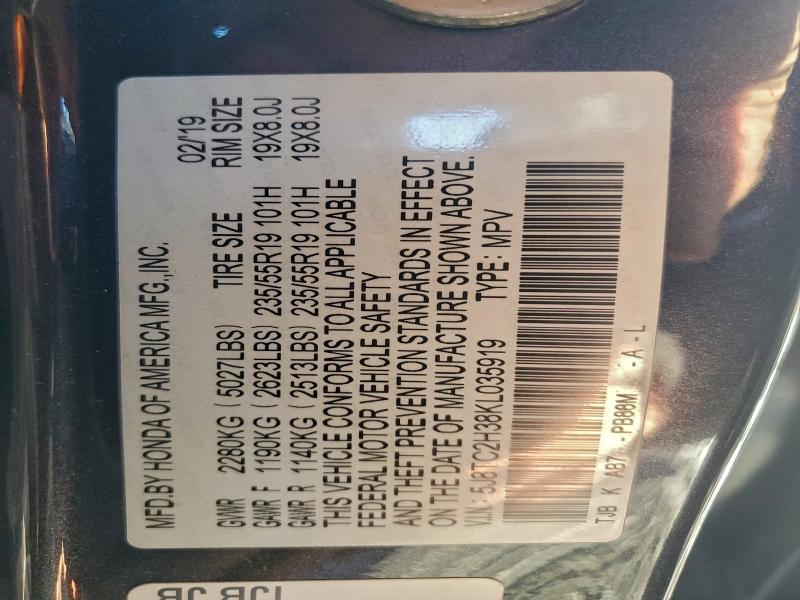 MFD.BY HONDA OF AMERICA MFG.,INC. 02/19
GVWR 2280KG (5027LBS) TIRE SIZE RIM SIZE
GAWR F 1190KG (2623LBS) 235/55R19 101H 19X8.0J
GAWR R 1140KG (2513LBS) 235/55R19 101H 19X8.0J
THIS VEHICLE CONFORMS TO ALL APPLICABLE
FEDERAL MOTOR VEHICLE SAFETY
AND THEFT PREVENTION STANDARDS IN EFFECT
ON THE DATE OF MANUFACTURE SHOWN ABOVE.
V.I.N.: 5J8TC2H38KL035919 TYPE: MPV
TJB K AB7 -PB88M -A-L
TJB JB